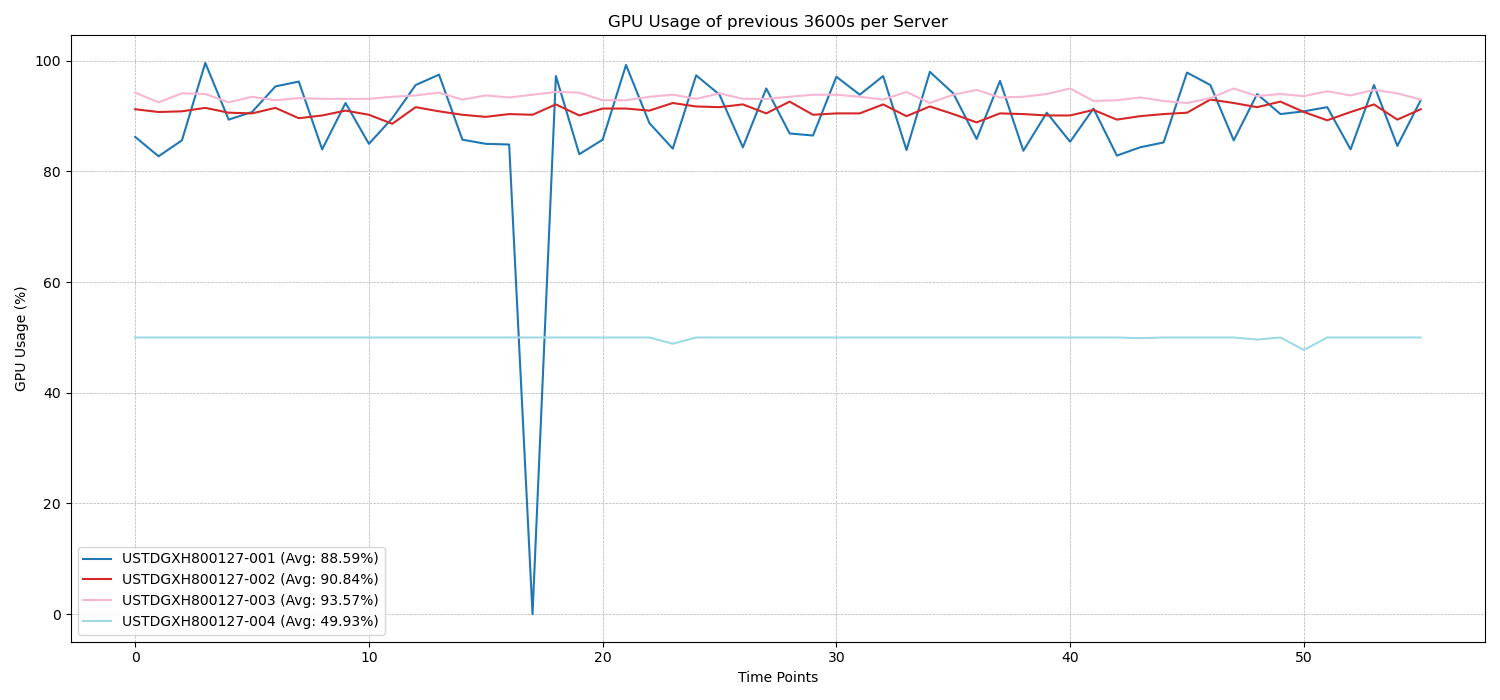 GPU Usage of previous 3600s per Server
100
80
60
40
20
0
GPU Usage (%)
USTDGXH800127-001 (Avg: 88.59%)
USTDGXH800127-002 (Avg: 90.84%)
USTDGXH800127-003 (Avg: 93.57%)
USTDGXH800127-004 (Avg: 49.93%)
0 10 20 30 40 50
Time Points